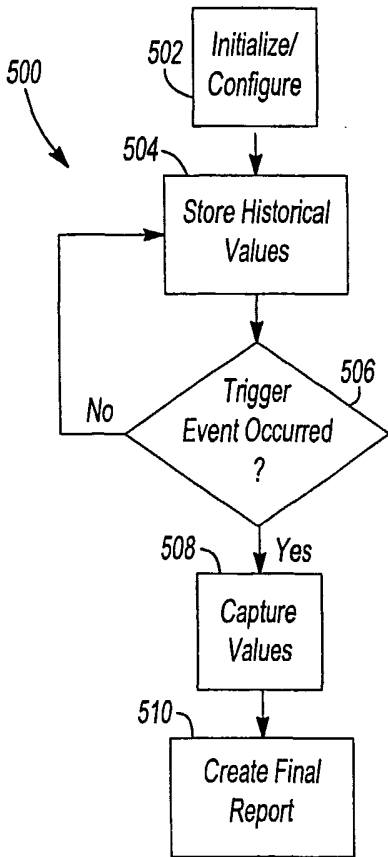 500
502
Initialize/
Configure
504
Store Historical
Values
506
Trigger
Event Occurred
?
No
Yes
508
Capture
Values
510
Create Final
Report